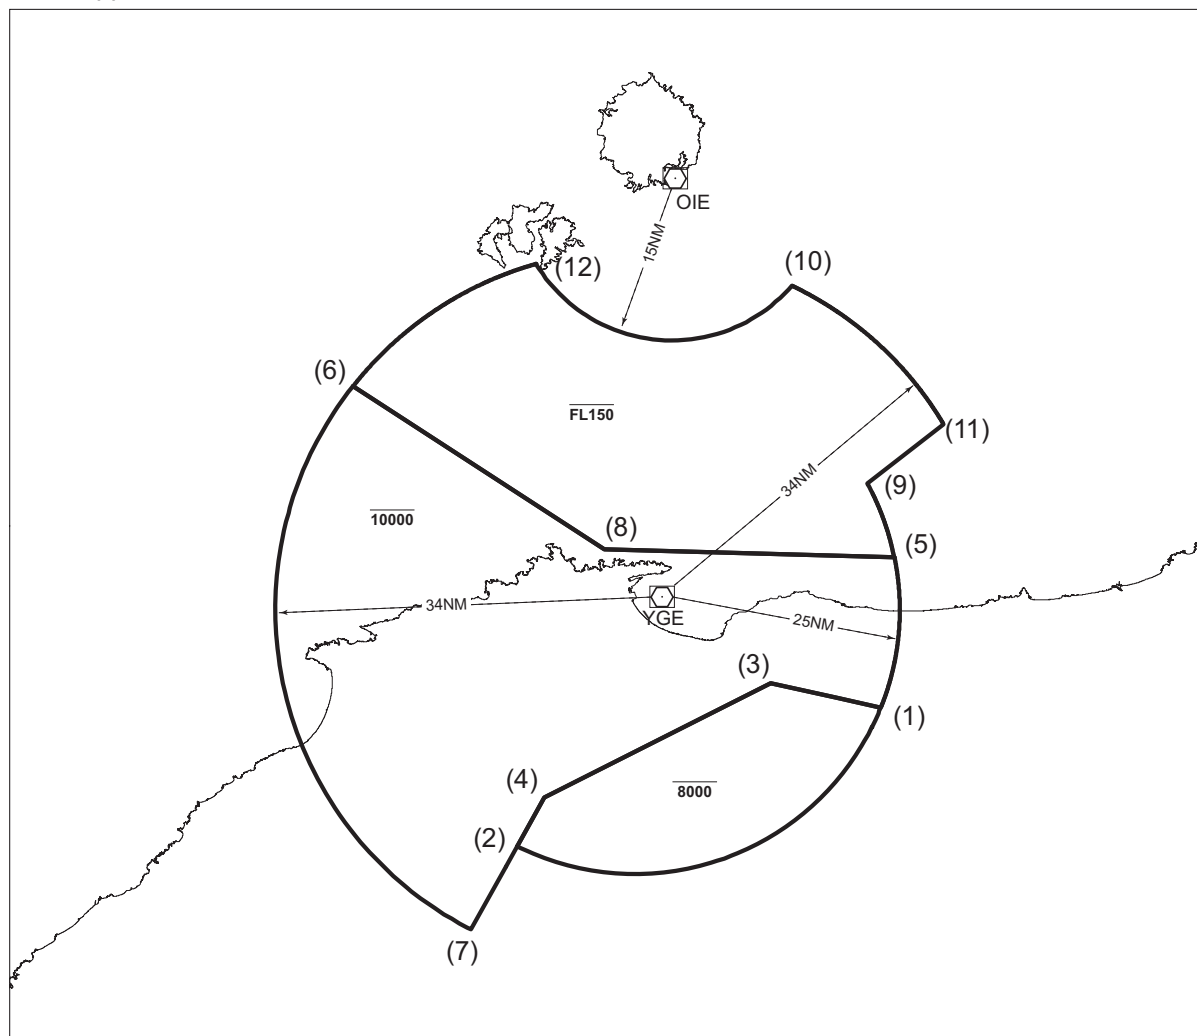 OIE
15NM
(12)
(10)
(6)
FL150
(11)
34NM
(9)
10000
(8)
(5)
34NM
YGE
25NM
(3)
(1)
(4)
8000
(2)
(7)